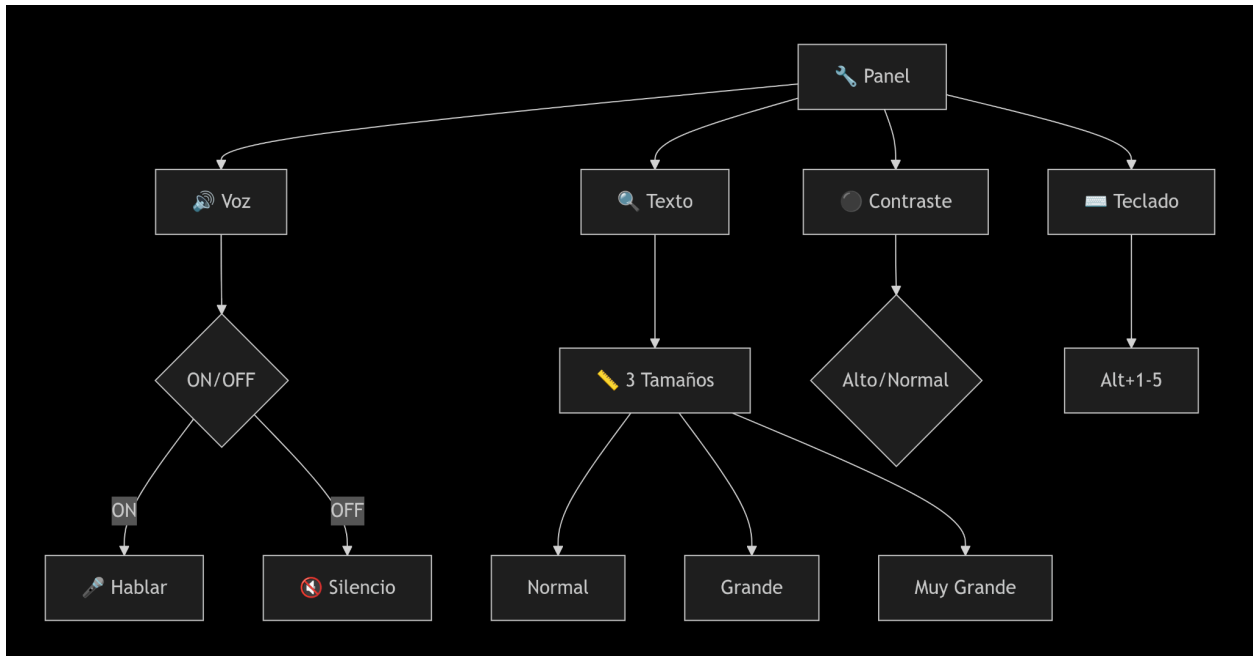 🔧 Panel
🔊 Voz
🔍 Texto
⚫ Contraste
⌨️ Teclado
ON/OFF
📏 3 Tamaños
Alto/Normal
Alt+1-5
ON
OFF
🎤 Hablar
🔇 Silencio
Normal
Grande
Muy Grande